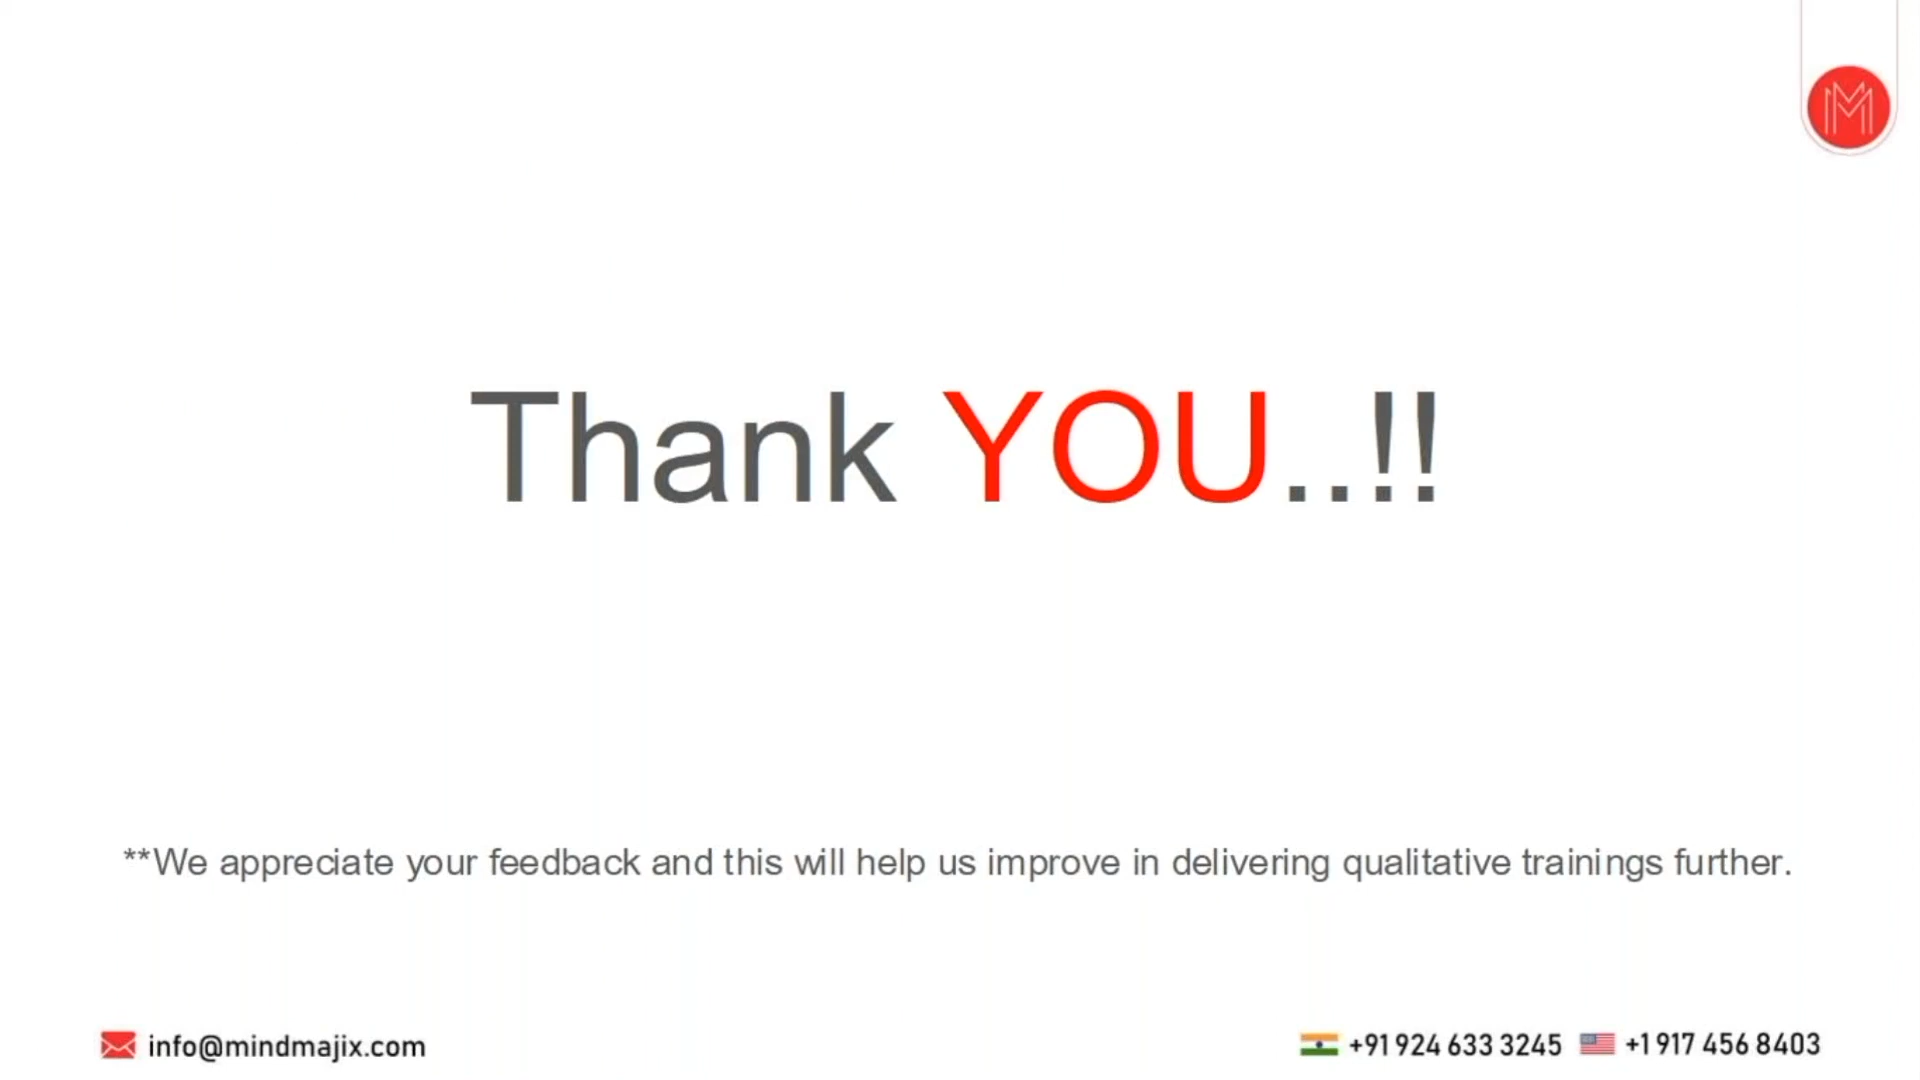 M
Thank YOU..!!
**We appreciate your feedback and this will help us improve in delivering qualitative trainings further.
info@mindmajix.com +91 924 633 3245 +1 917 456 8403